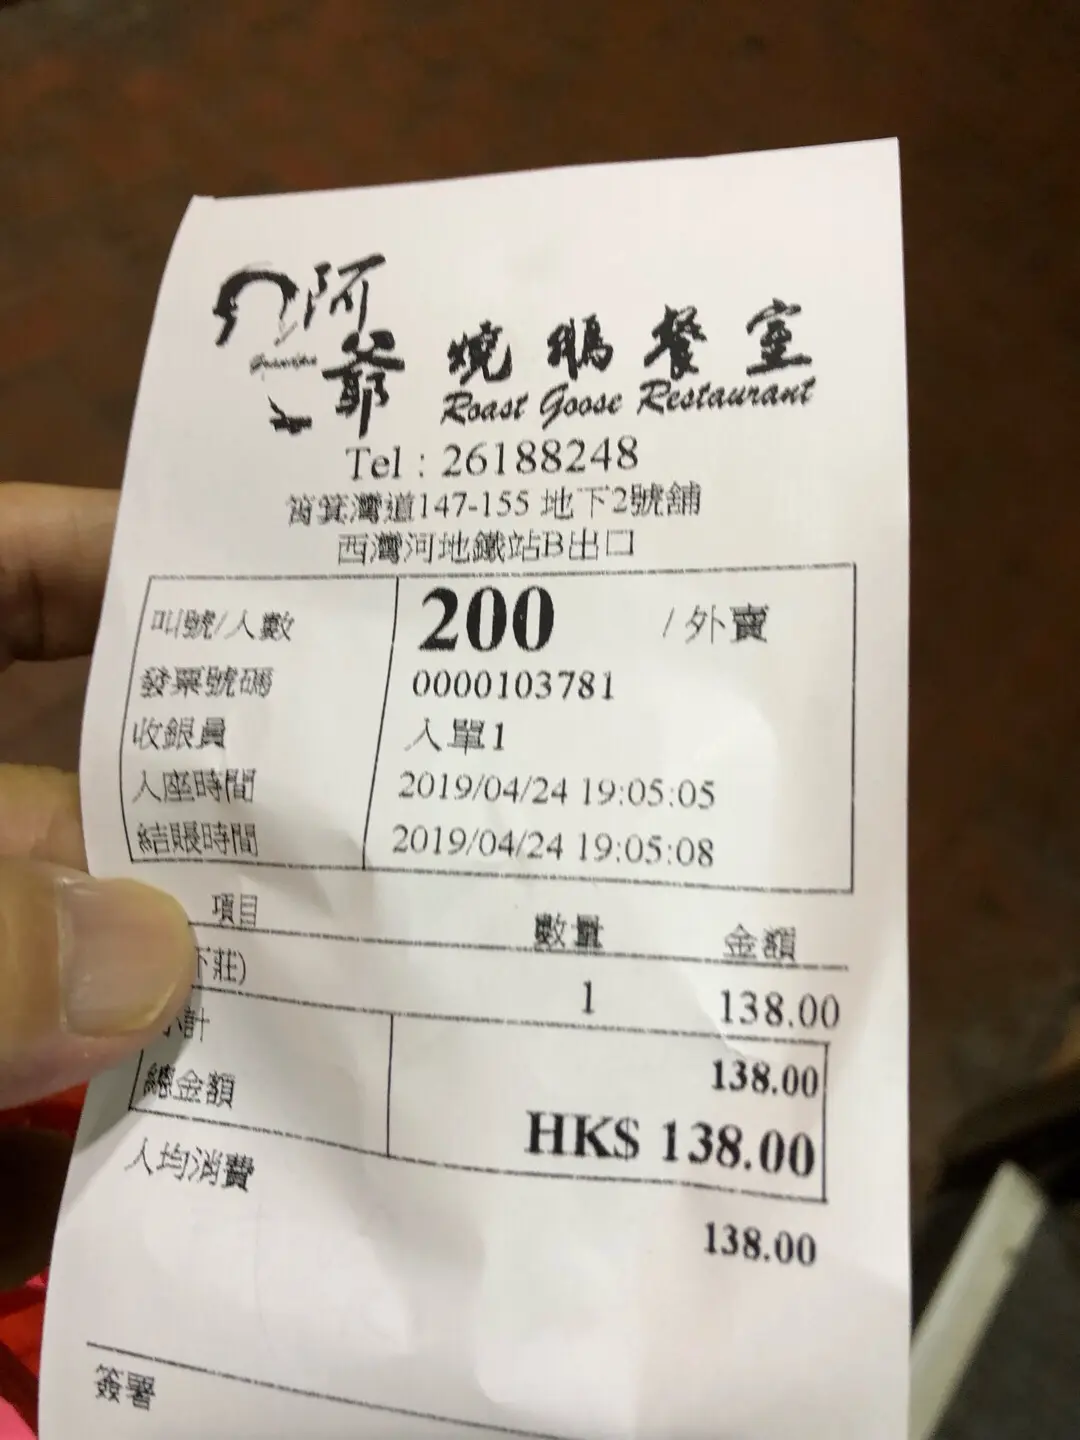 阿爺 燒鵝餐室
Roast Goose Restaurant
Tel : 26188248
筲箕灣道147-155 地下2號舖
西灣河地鐵站B出口
叫號/人數 200 /外賣
發票號碼 0000103781
收銀員 入單1
入座時間 2019/04/24 19:05:05
結賬時間 2019/04/24 19:05:08
項目 數量 金額
下莊) 1 138.00
計 138.00
總金額 HK$ 138.00
人均消費 138.00
簽署